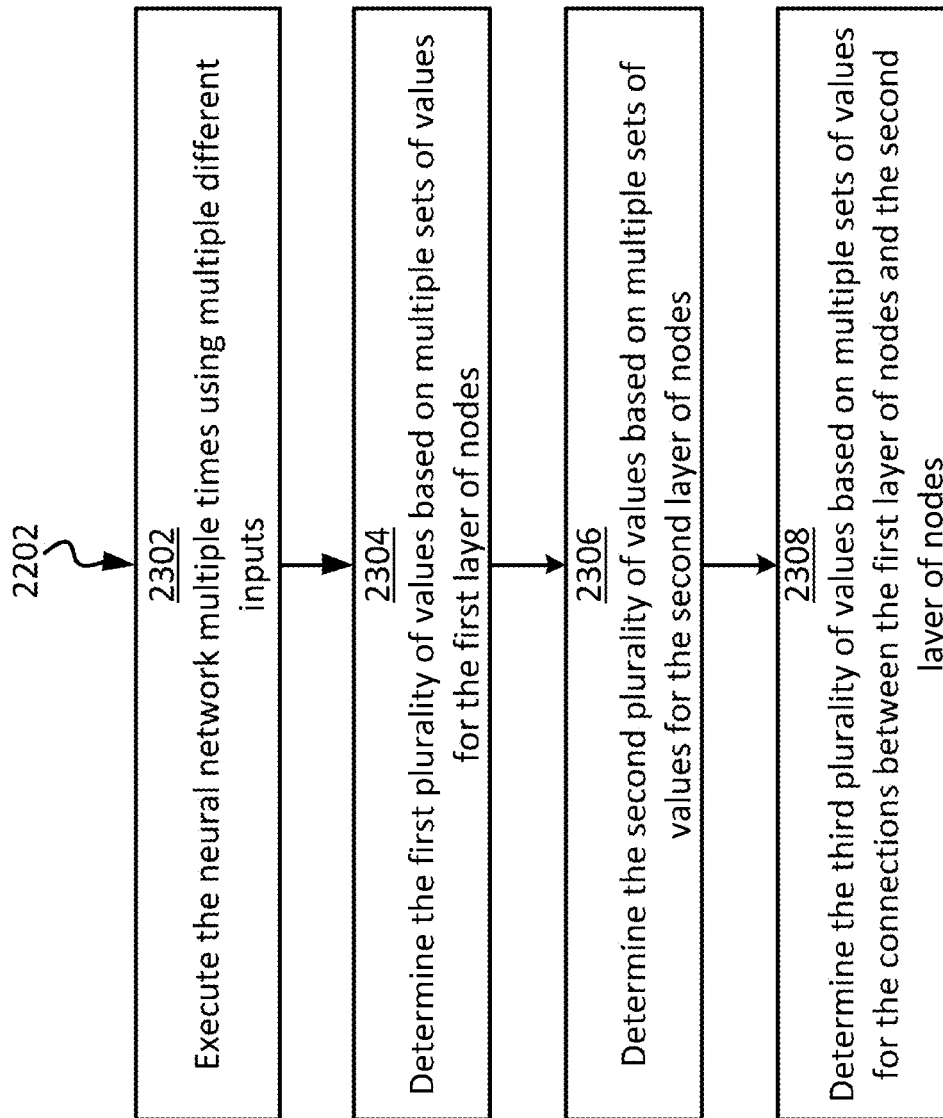 2202
2302
Execute the neural network multiple times using multiple different
inputs
2304
Determine the first plurality of values based on multiple sets of values
for the first layer of nodes
2306
Determine the second plurality of values based on multiple sets of
values for the second layer of nodes
2308
Determine the third plurality of values based on multiple sets of values
for the connections between the first layer of nodes and the second
layer of nodes